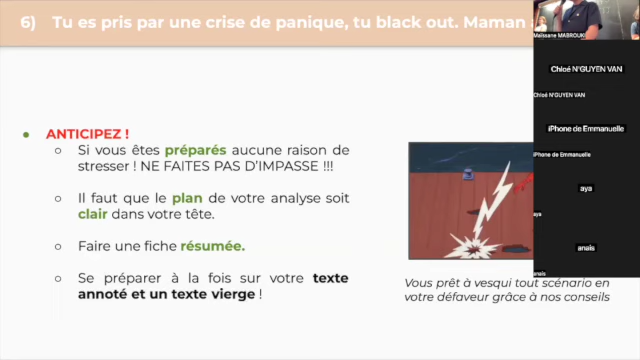 6) Tu es pris par une crise de panique, tu black out. Maman
Maïssane MABROUKI
Chloé N'GUYEN VAN
Chloé N'GUYEN VAN
iPhone de Emmanuelle
iPhone de Emmanuelle
aya
aya
anais
anais
• ANTICIPEZ !
○ Si vous êtes préparés aucune raison de
stresser ! NE FAITES PAS D'IMPASSE !!!
○ Il faut que le plan de votre analyse soit
clair dans votre tête.
○ Faire une fiche résumée.
○ Se préparer à la fois sur votre texte
annoté et un texte vierge !
Vous prêt à vesqui tout scénario en
votre défaveur grâce à nos conseils